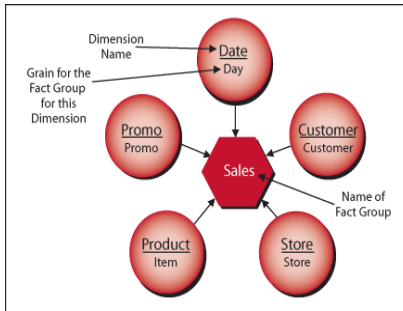 Dimension
Name
Date
Day
Grain for the
Fact Group
for this
Dimension
Promo
Promo
Customer
Customer
Sales
Name of
Fact Group
Product
Item
Store
Store